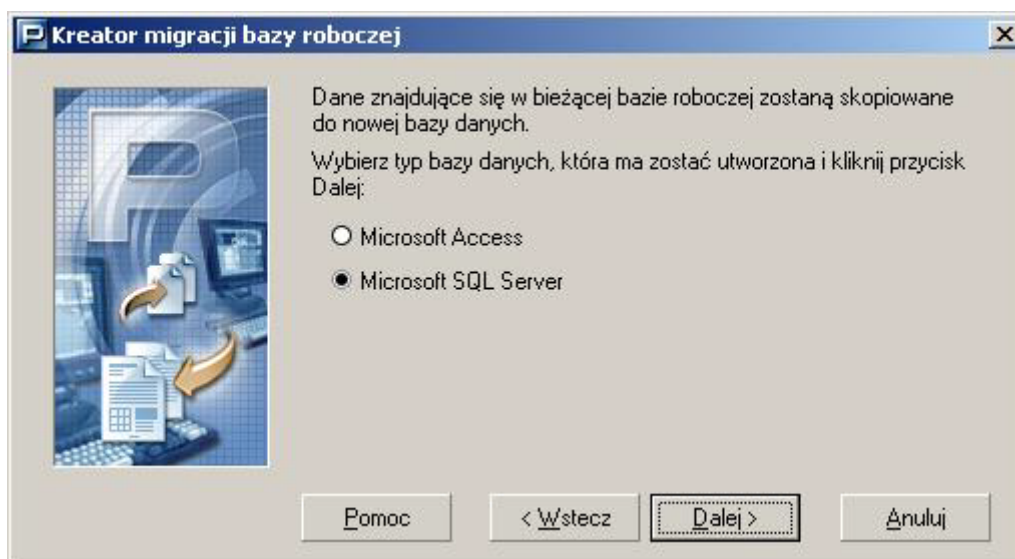 Kreator migracji bazy roboczej
Dane znajdujące się w bieżącej bazie roboczej zostaną skopiowane
do nowej bazy danych.
Wybierz typ bazy danych, która ma zostać utworzona i kliknij przycisk
Dalej:
Microsoft Access
Microsoft SQL Server
Pomoc
< Wstecz
Dalej >
Anuluj